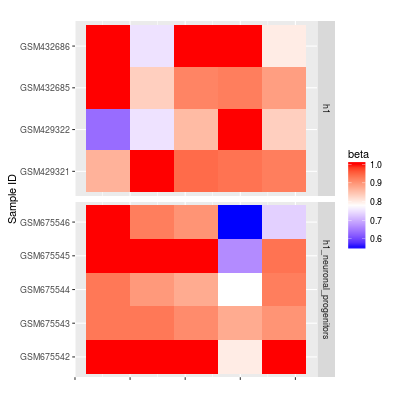 Sample ID
GSM432686
GSM432685
GSM429322
GSM429321
h1
GSM675546
GSM675545
GSM675544
GSM675543
GSM675542
h1_neuronal_progenitors
beta
1.0
0.9
0.8
0.7
0.6